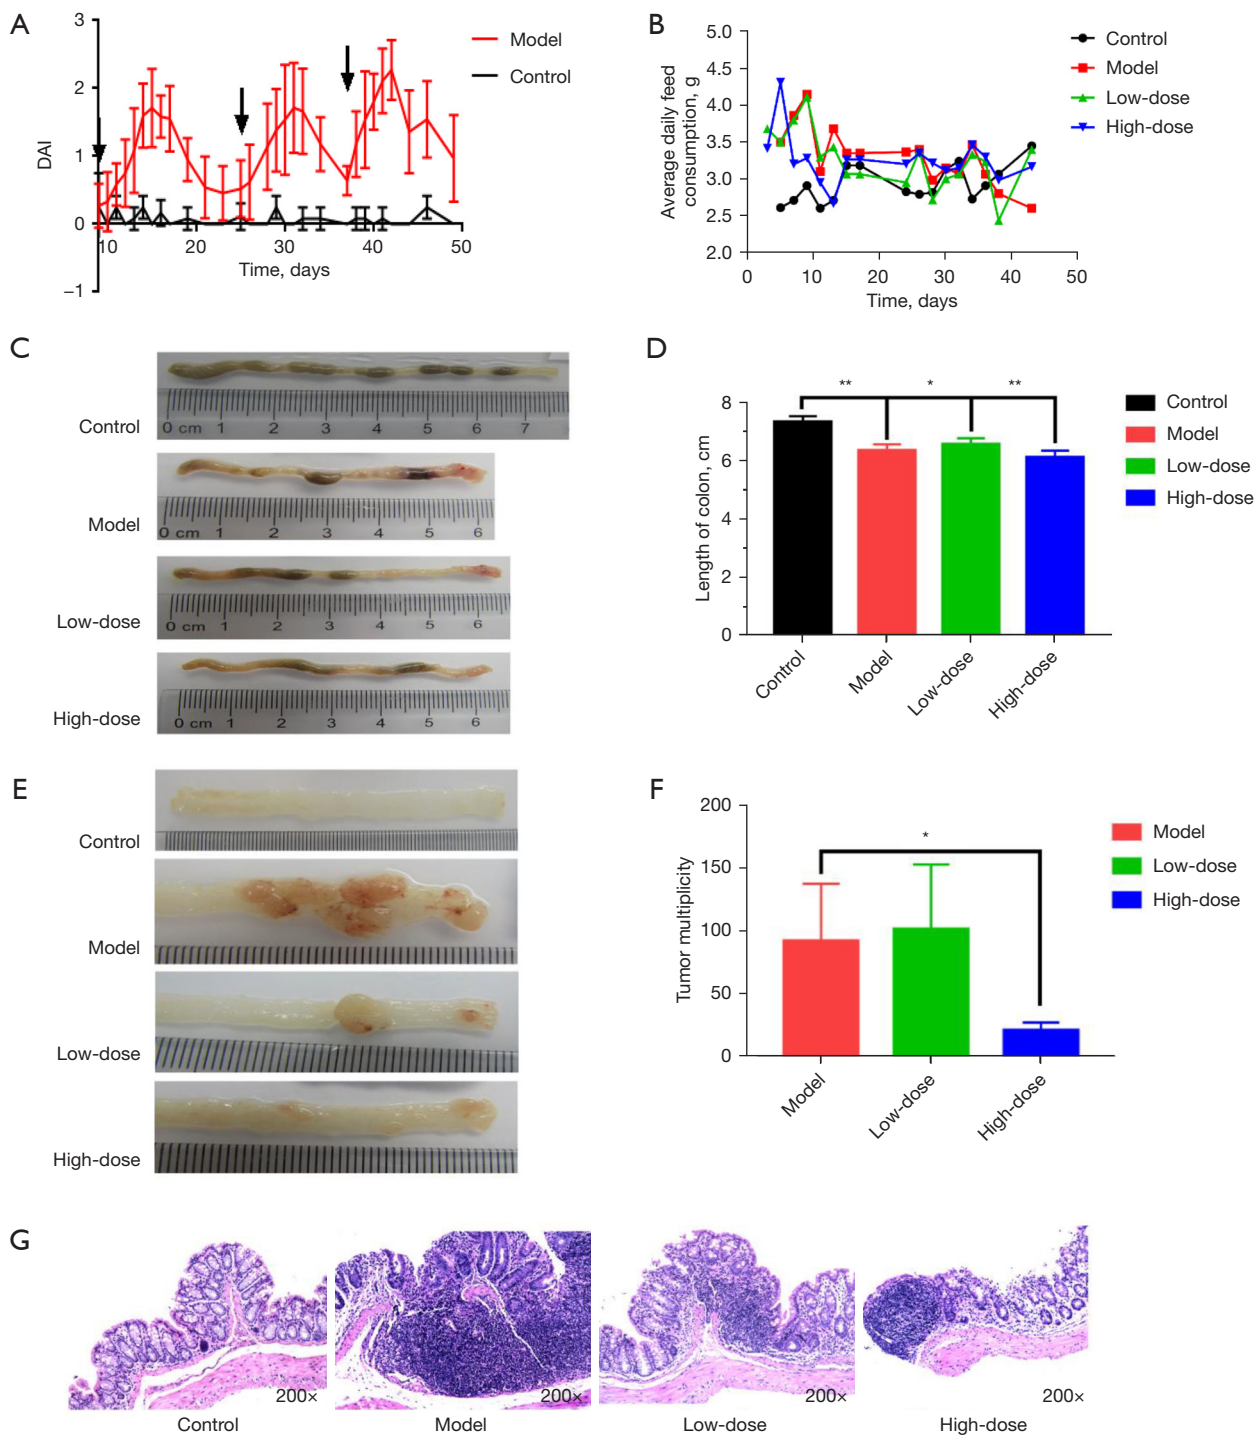 A
3
2
1
0
−1
DAI
10
20
30
40
50
Time, days
Model
Control
B
5.0
4.5
4.0
3.5
3.0
2.5
2.0
Average daily feed
consumption, g
0
10
20
30
40
50
Time, days
Control
Model
Low-dose
High-dose
C
Control
0 cm 1 2 3 4 5 6 7
Model
0 cm 1 2 3 4 5 6
Low-dose
0 cm 1 2 3 4 5 6
High-dose
0 cm 1 2 3 4 5 6
D
8
6
4
2
0
Length of colon, cm
**
*
**
Control
Model
Low-dose
High-dose
Control
Model
Low-dose
High-dose
E
Control
Model
Low-dose
High-dose
F
200
150
100
50
0
Tumor multiplicity
*
Model
Low-dose
High-dose
Model
Low-dose
High-dose
G
200×
200×
200×
200×
Control
Model
Low-dose
High-dose